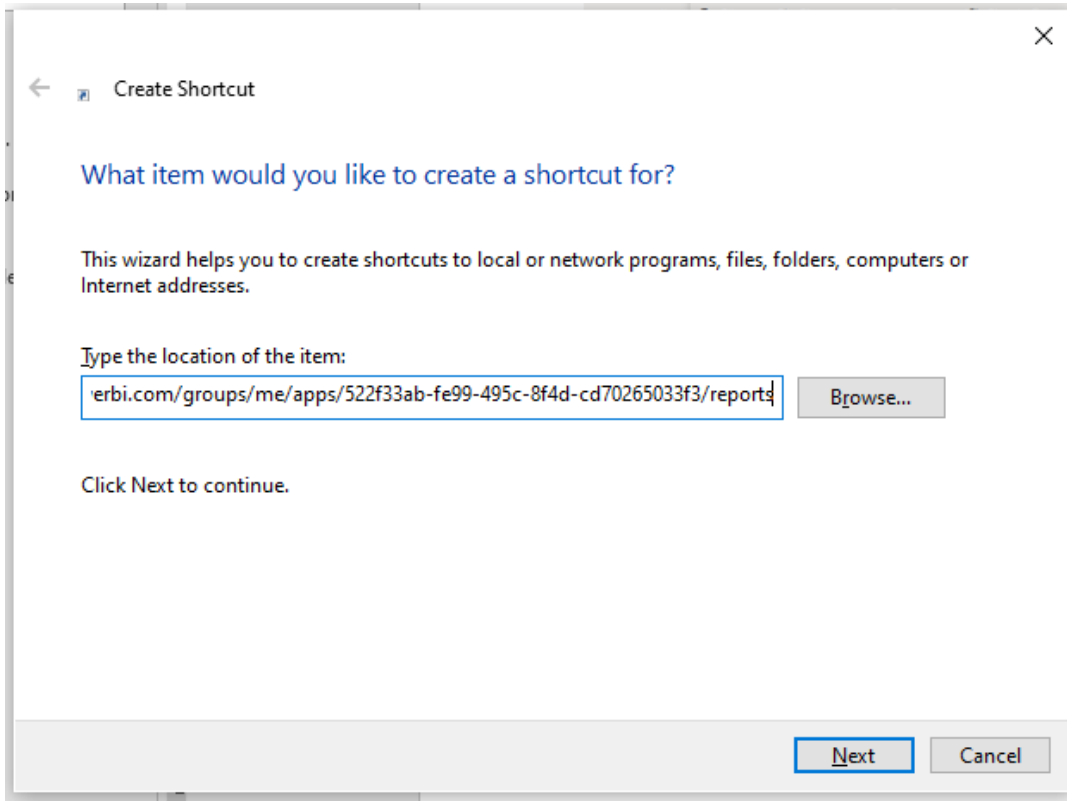 Create Shortcut
What item would you like to create a shortcut for?
This wizard helps you to create shortcuts to local or network programs, files, folders, computers or
Internet addresses.
Type the location of the item:
erbi.com/groups/me/apps/522f33ab-fe99-495c-8f4d-cd70265033f3/reports
Browse...
Click Next to continue.
Next
Cancel